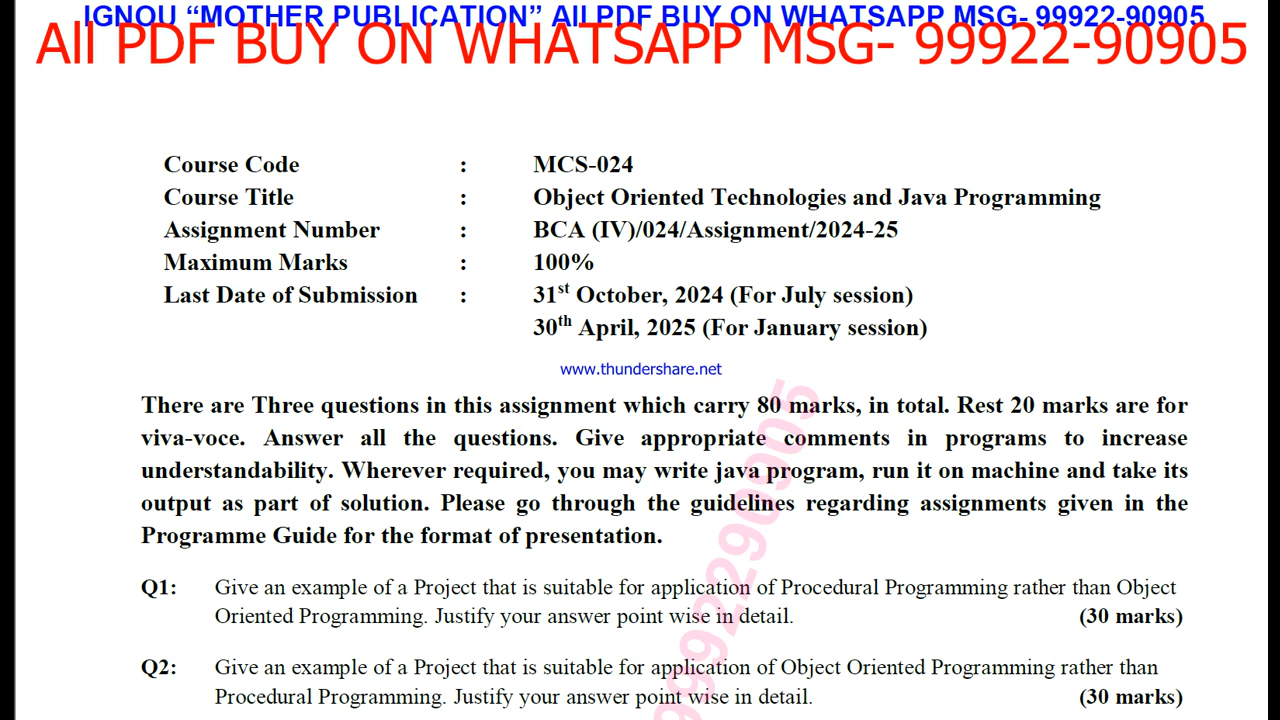 IGNOU “MOTHER PUBLICATION” AllPDF BUY ON WHATSAPP MSG- 99922-90905
All PDF BUY ON WHATSAPP MSG- 99922-90905
Course Code : MCS-024
Course Title : Object Oriented Technologies and Java Programming
Assignment Number : BCA (IV)/024/Assignment/2024-25
Maximum Marks : 100%
Last Date of Submission : 31st October, 2024 (For July session)
30th April, 2025 (For January session)
www.thundershare.net
There are Three questions in this assignment which carry 80 marks, in total. Rest 20 marks are for
viva-voce. Answer all the questions. Give appropriate comments in programs to increase
understandability. Wherever required, you may write java program, run it on machine and take its
output as part of solution. Please go through the guidelines regarding assignments given in the
Programme Guide for the format of presentation.
Q1: Give an example of a Project that is suitable for application of Procedural Programming rather than Object
Oriented Programming. Justify your answer point wise in detail. (30 marks)
Q2: Give an example of a Project that is suitable for application of Object Oriented Programming rather than
Procedural Programming. Justify your answer point wise in detail. (30 marks)
9992290905